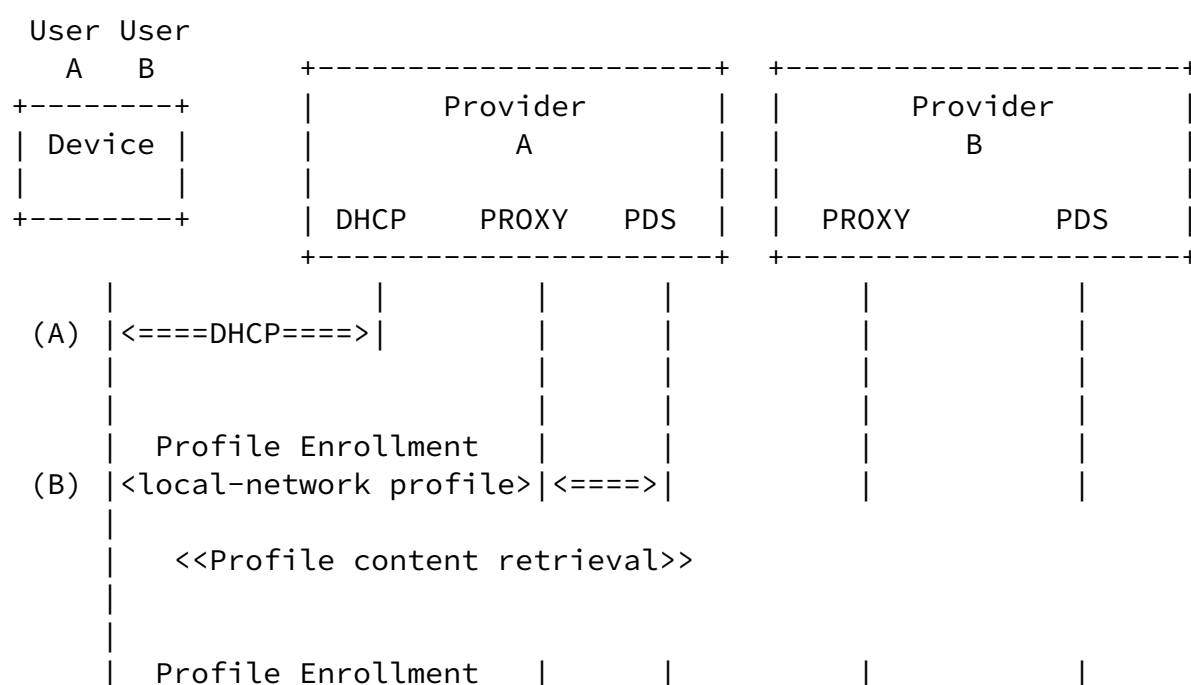 User User
A B
Device
Provider
A
DHCP PROXY PDS
Provider
B
PROXY PDS
(A) |<====DHCP====>|
Profile Enrollment
(B) |<local-network profile>|<====>|
<<Profile content retrieval>>
Profile Enrollment